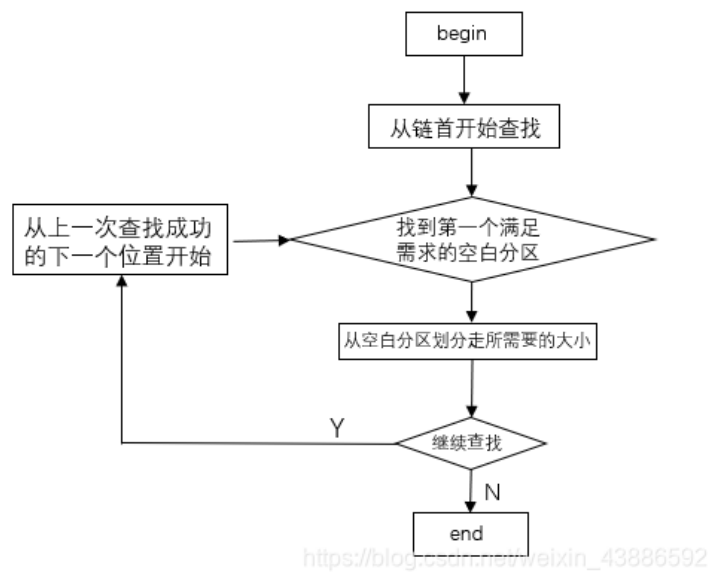 begin
从链首开始查找
从上一次查找成功
的下一个位置开始
找到第一个满足
需求的空白分区
从空白分区划分走所需要的大小
Y
继续查找
N
end
https://blog.csdn.net/weixin_43886592